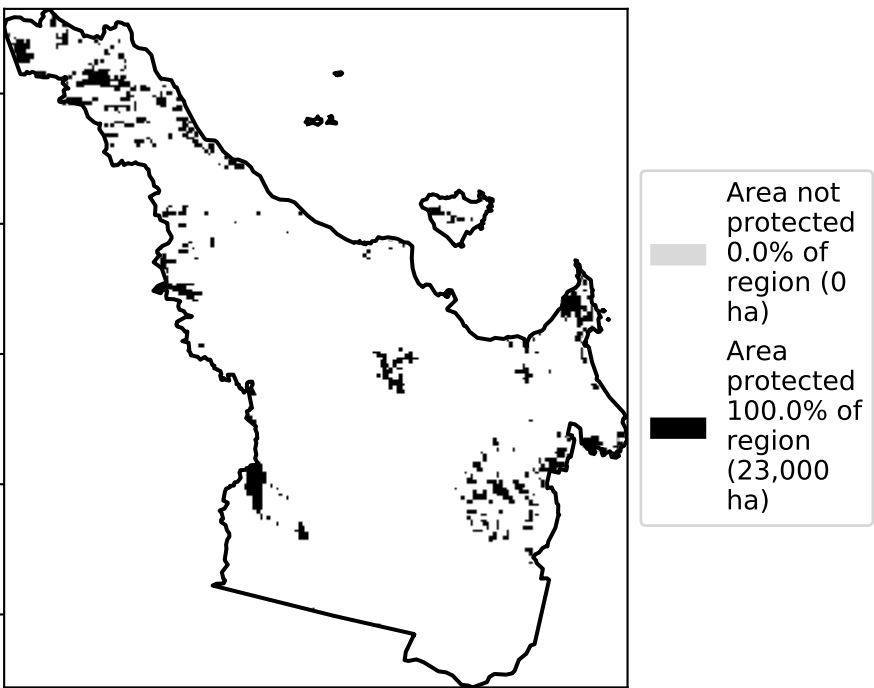 Area not
protected
0.0% of
region (0
ha)
Area
protected
100.0% of
region
(23,000
ha)